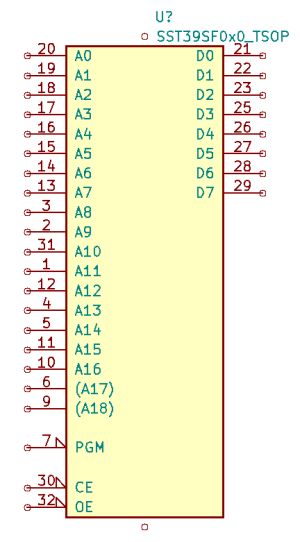 U?
SST39SF0x0_TSOP
20 A0 D0 21
19 A1 D1 22
18 A2 D2 23
17 A3 D3 24
16 A4 D4 26
15 A5 D5 27
14 A6 D6 28
13 A7 D7 29
3 A8
2 A9
31 A10
1 A11
12 A12
4 A13
5 A14
11 A15
10 A16
6 (A17)
9 (A18)
7 PGM
30 CE
32 OE